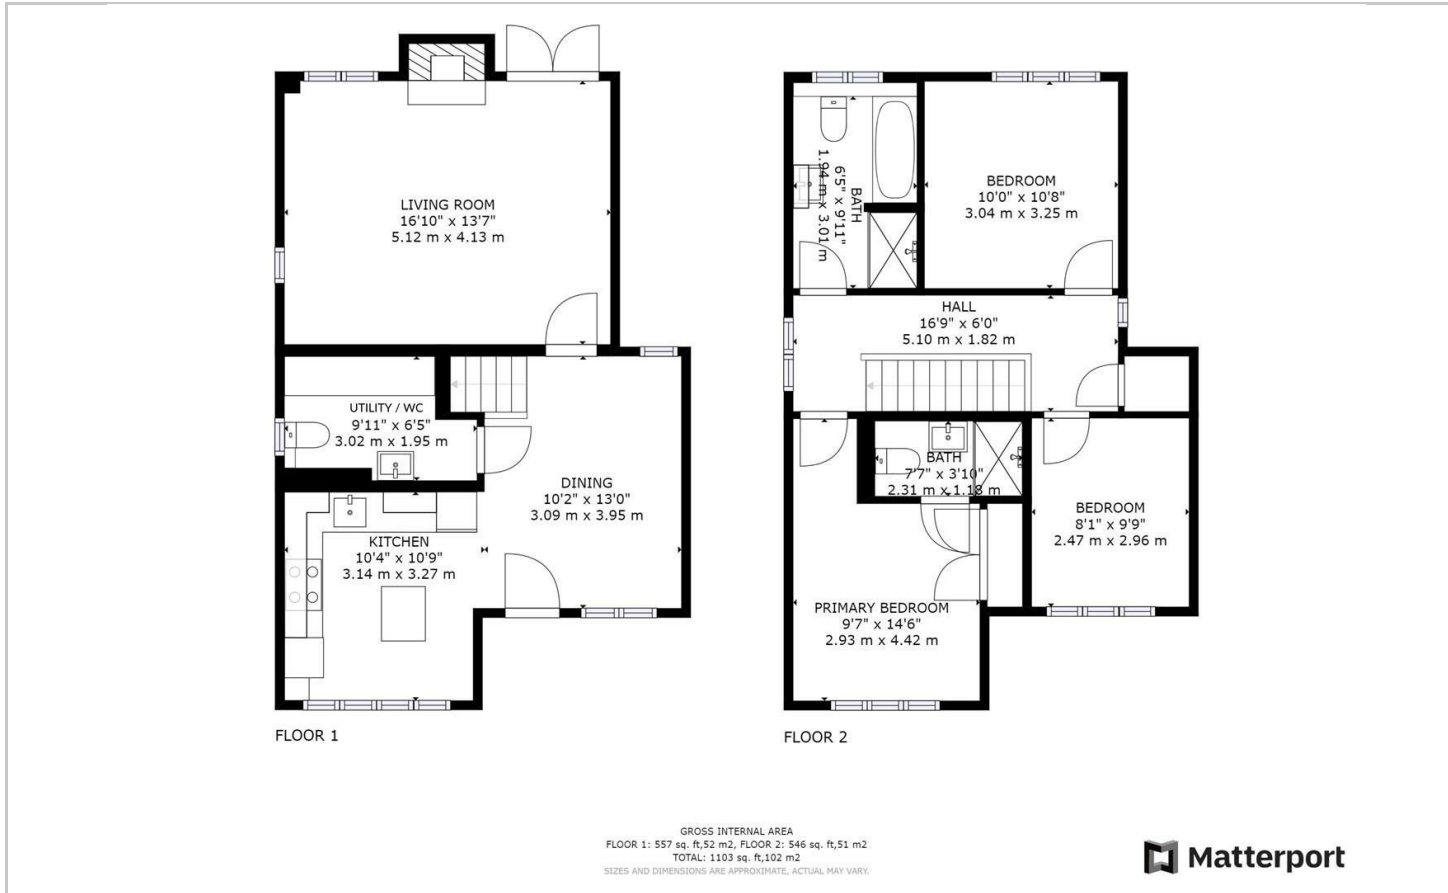 LIVING ROOM
16'10" x 13'7"
5.12 m x 4.13 m
UTILITY / WC
9'11" x 6'5"
3.02 m x 1.95 m
DINING
10'2" x 13'0"
3.09 m x 3.95 m
KITCHEN
10'4" x 10'9"
3.14 m x 3.27 m
FLOOR 1
BATH
6'5" x 9'11"
1.94 m x 3.01 m
BEDROOM
10'0" x 10'8"
3.04 m x 3.25 m
HALL
16'9" x 6'0"
5.10 m x 1.82 m
BATH
7'7" x 3'10"
2.31 m x 1.18 m
BEDROOM
8'1" x 9'9"
2.47 m x 2.96 m
PRIMARY BEDROOM
9'7" x 14'6"
2.93 m x 4.42 m
FLOOR 2
GROSS INTERNAL AREA
FLOOR 1: 557 sq. ft,52 m2, FLOOR 2: 546 sq. ft,51 m2
TOTAL: 1103 sq. ft,102 m2
SIZES AND DIMENSIONS ARE APPROXIMATE, ACTUAL MAY VARY.
Matterport